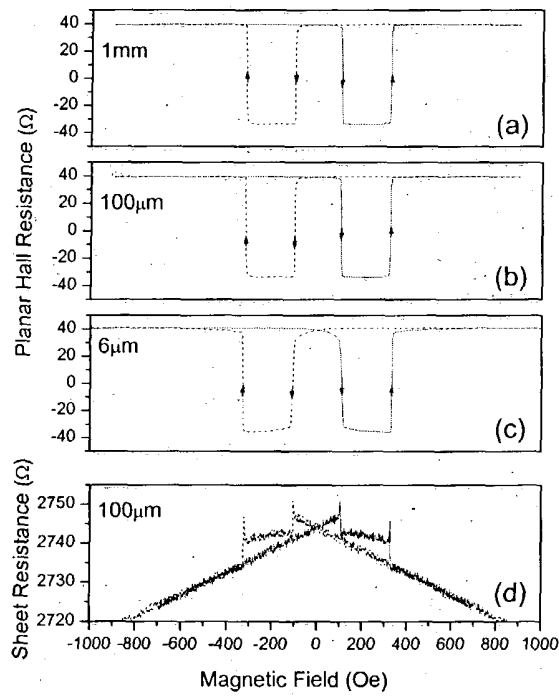 Planar Hall Resistance (Ω)
40
20
0
-20
-40
1mm
(a)
40
20
0
-20
-40
100μm
(b)
40
20
0
-20
-40
6μm
(c)
Sheet Resistance (Ω)
2750
2740
2730
2720
100μm
(d)
-1000 -800 -600 -400 -200 0 200 400 600 800 1000
Magnetic Field (Oe)